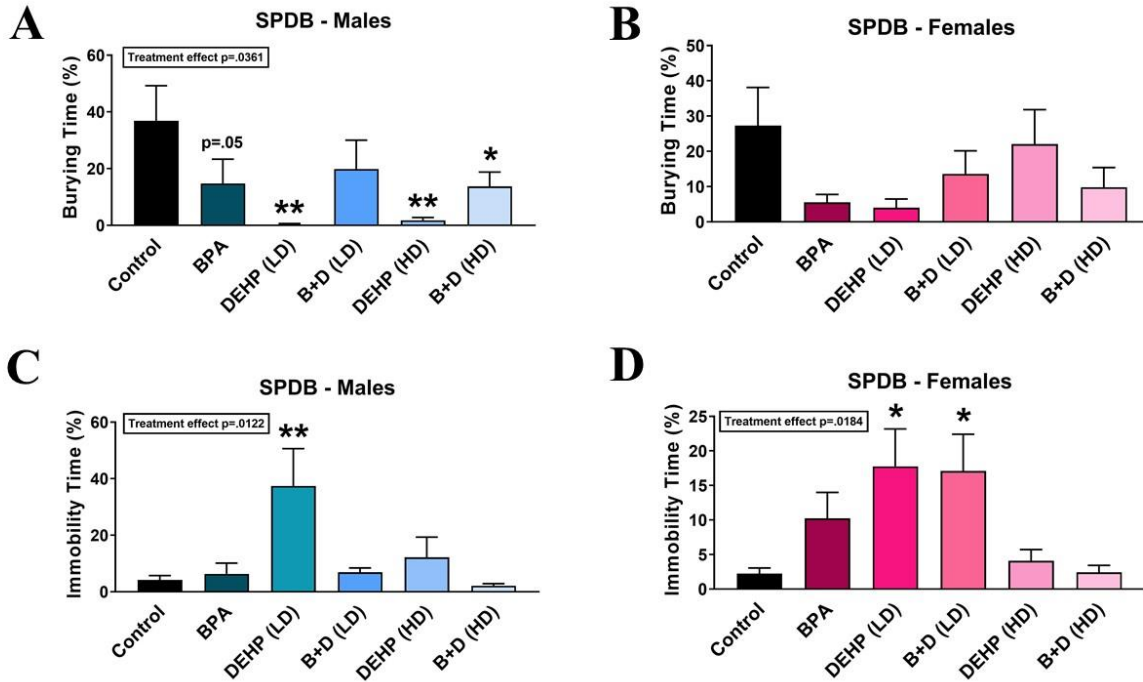 A
SPDB - Males
Treatment effect p=.0361
Burying Time (%)
60
40
20
0
p=.05
**
**
*
Control
BPA
DEHP (LD)
B+D (LD)
DEHP (HD)
B+D (HD)
B
SPDB - Females
Burying Time (%)
50
40
30
20
10
0
Control
BPA
DEHP (LD)
B+D (LD)
DEHP (HD)
B+D (HD)
C
SPDB - Males
Treatment effect p=.0122
Immobility Time (%)
60
40
20
0
**
Control
BPA
DEHP (LD)
B+D (LD)
DEHP (HD)
B+D (HD)
D
SPDB - Females
Treatment effect p=.0184
Immobility Time (%)
25
20
15
10
5
0
*
*
Control
BPA
DEHP (LD)
B+D (LD)
DEHP (HD)
B+D (HD)